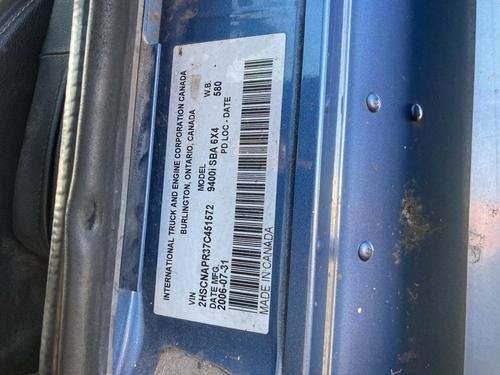 INTERNATIONAL TRUCK AND ENGINE CORPORATION CANADA
BURLINGTON, ONTARIO, CANADA
VIN MODEL W.B.
2HSCNAPR37C451572 9400i SBA 6X4 580
DATE MFG. PD LOC - DATE
2006-07-31
MADE IN CANADA